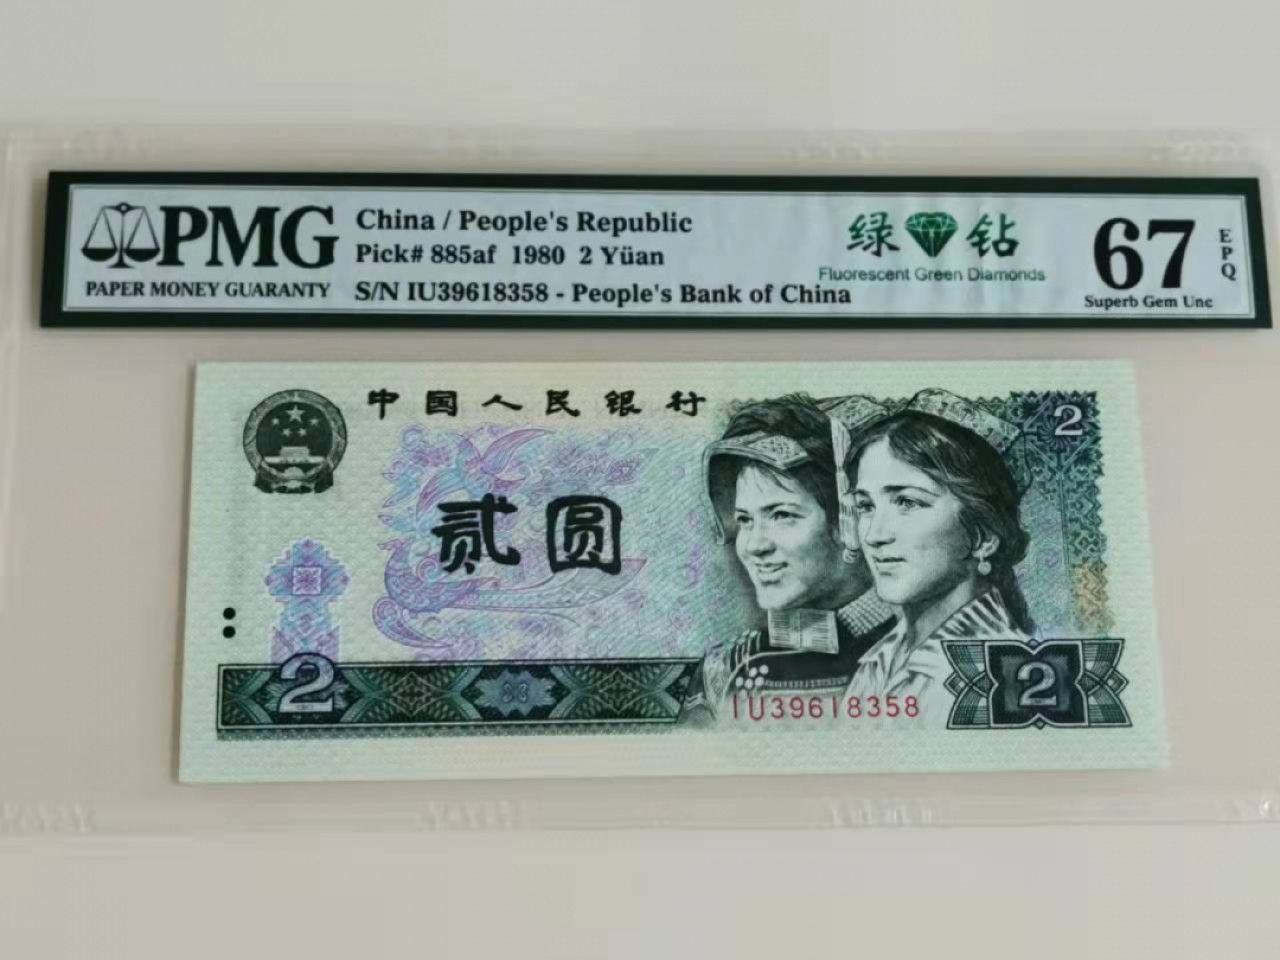 PMG
PAPER MONEY GUARANTY
China / People's Republic
Pick# 885af 1980 2 Yüan
S/N IU39618358 - People's Bank of China
绿钻
Fluorescent Green Diamonds
67
EPQ
Superb Gem Unc
中国人民银行
2
贰圆
2
IU39618358
2